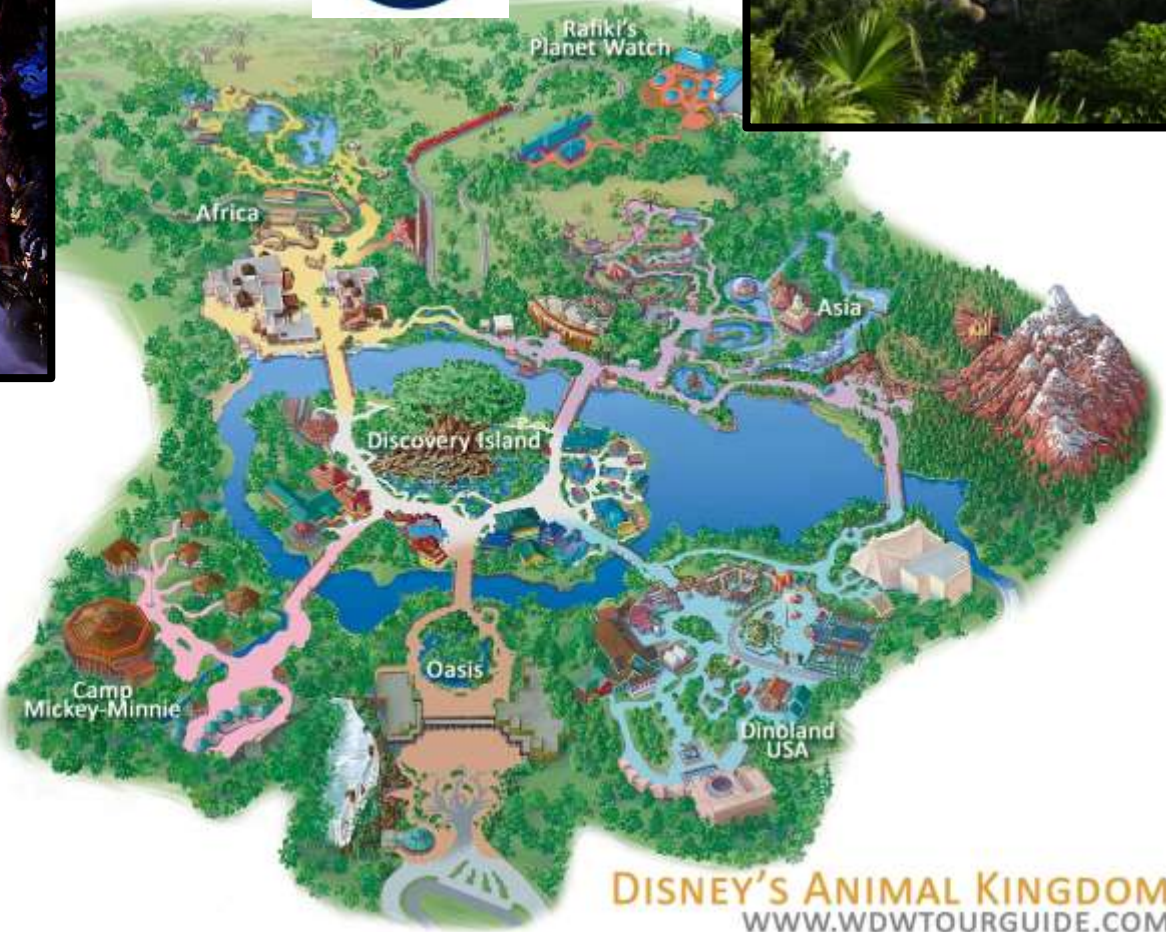 Rafiki's
Planet Watch
Africa
Asia
Discovery Island
Camp
Mickey-Minnie
Oasis
Dinoland
USA
DISNEY'S ANIMAL KINGDOM
WWW.WDWTOURGUIDE.COM